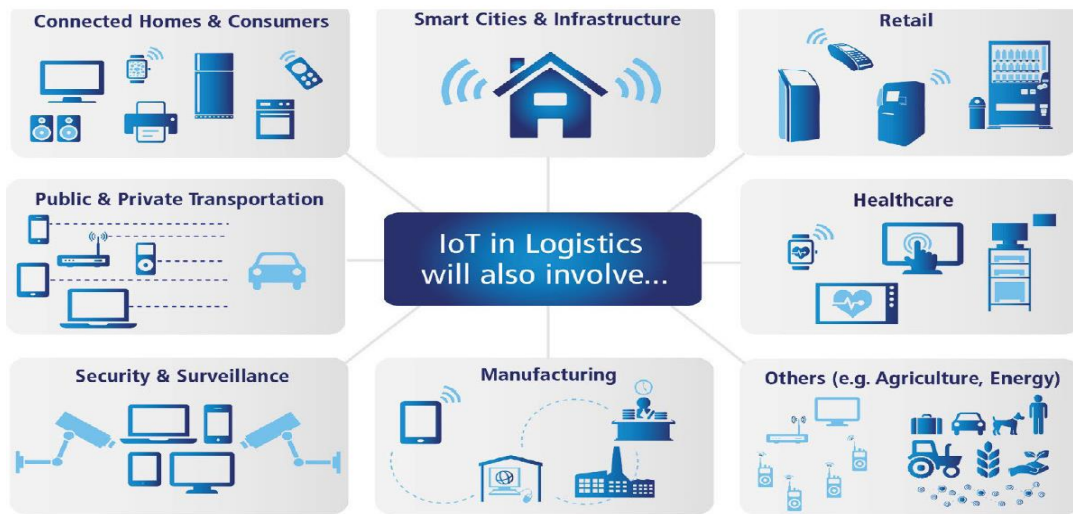 Connected Homes & Consumers
Smart Cities & Infrastructure
Retail
Public & Private Transportation
IoT in Logistics
will also involve...
Healthcare
Security & Surveillance
Manufacturing
Others (e.g. Agriculture, Energy)